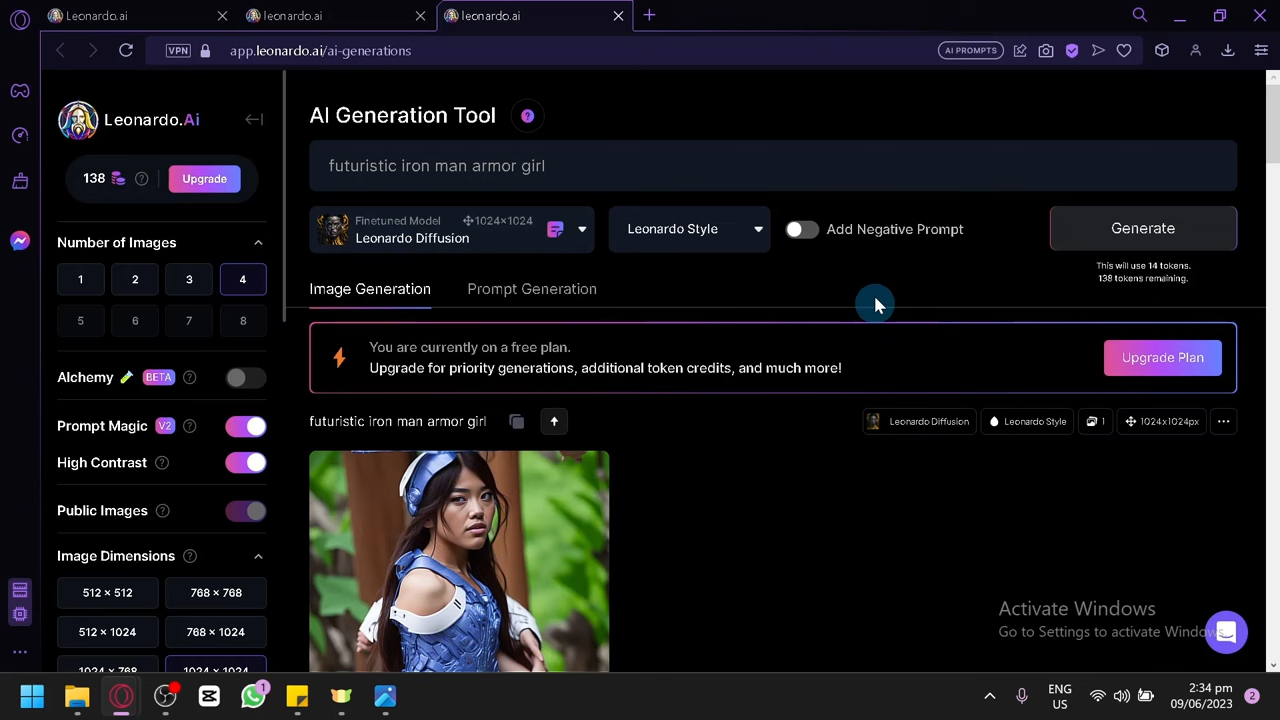 leonardo.ai
leonardo.ai
leonardo.ai
VPN
app.leonardo.ai/ai-generations
AI PROMPTS
Leonardo.Ai
AI Generation Tool
?
futuristic iron man armor girl
138
?
Upgrade
Finetuned Model
1024×1024
Leonardo Diffusion
Leonardo Style
Add Negative Prompt
Generate
This will use 14 tokens.
138 tokens remaining.
Number of Images
1
2
3
4
5
6
7
8
Image Generation
Prompt Generation
You are currently on a free plan.
Upgrade for priority generations, additional token credits, and much more!
Upgrade Plan
Alchemy
BETA
?
Prompt Magic
V2
?
High Contrast
?
Public Images
?
Image Dimensions
?
512 × 512
768 × 768
512 × 1024
768 × 1024
1024 × 768
1024 × 1024
futuristic iron man armor girl
Leonardo Diffusion
Leonardo Style
1
1024x1024px
Activate Windows
Go to Settings to activate Windows.
1
ENG
US
2:34 pm
09/06/2023
2